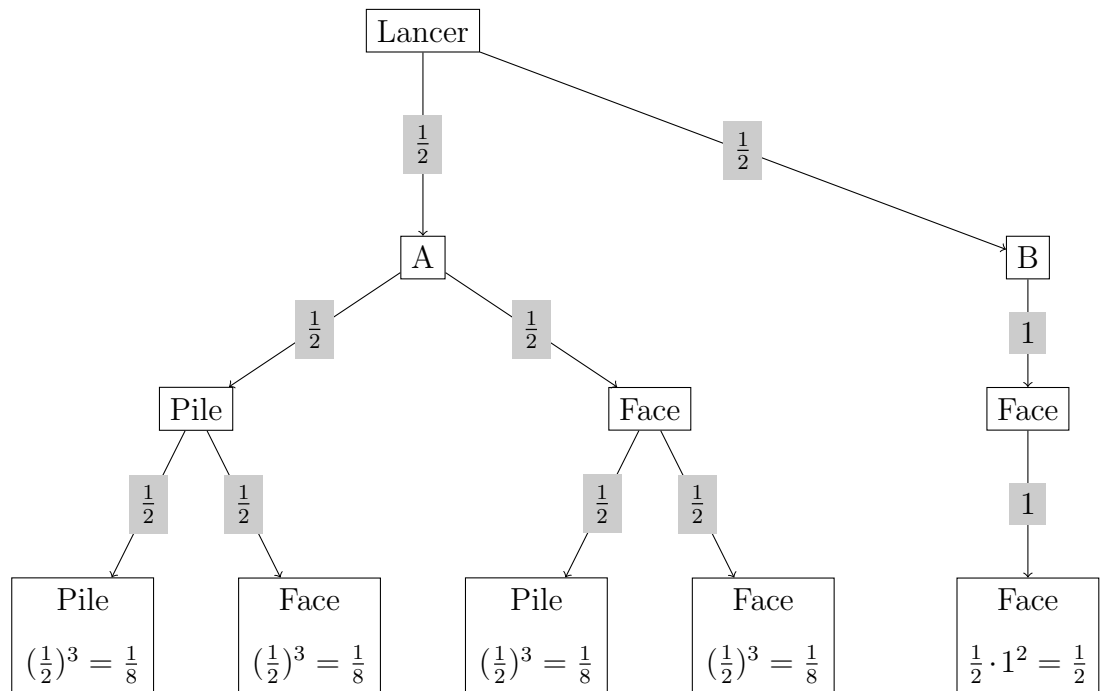 Lancer
1/2 1/2
A B
1/2 1/2 1
Pile Face Face
1/2 1/2 1/2 1/2 1
Pile Face Pile Face Face
(1/2)³ = 1/8 (1/2)³ = 1/8 (1/2)³ = 1/8 (1/2)³ = 1/8 1/2 · 1² = 1/2